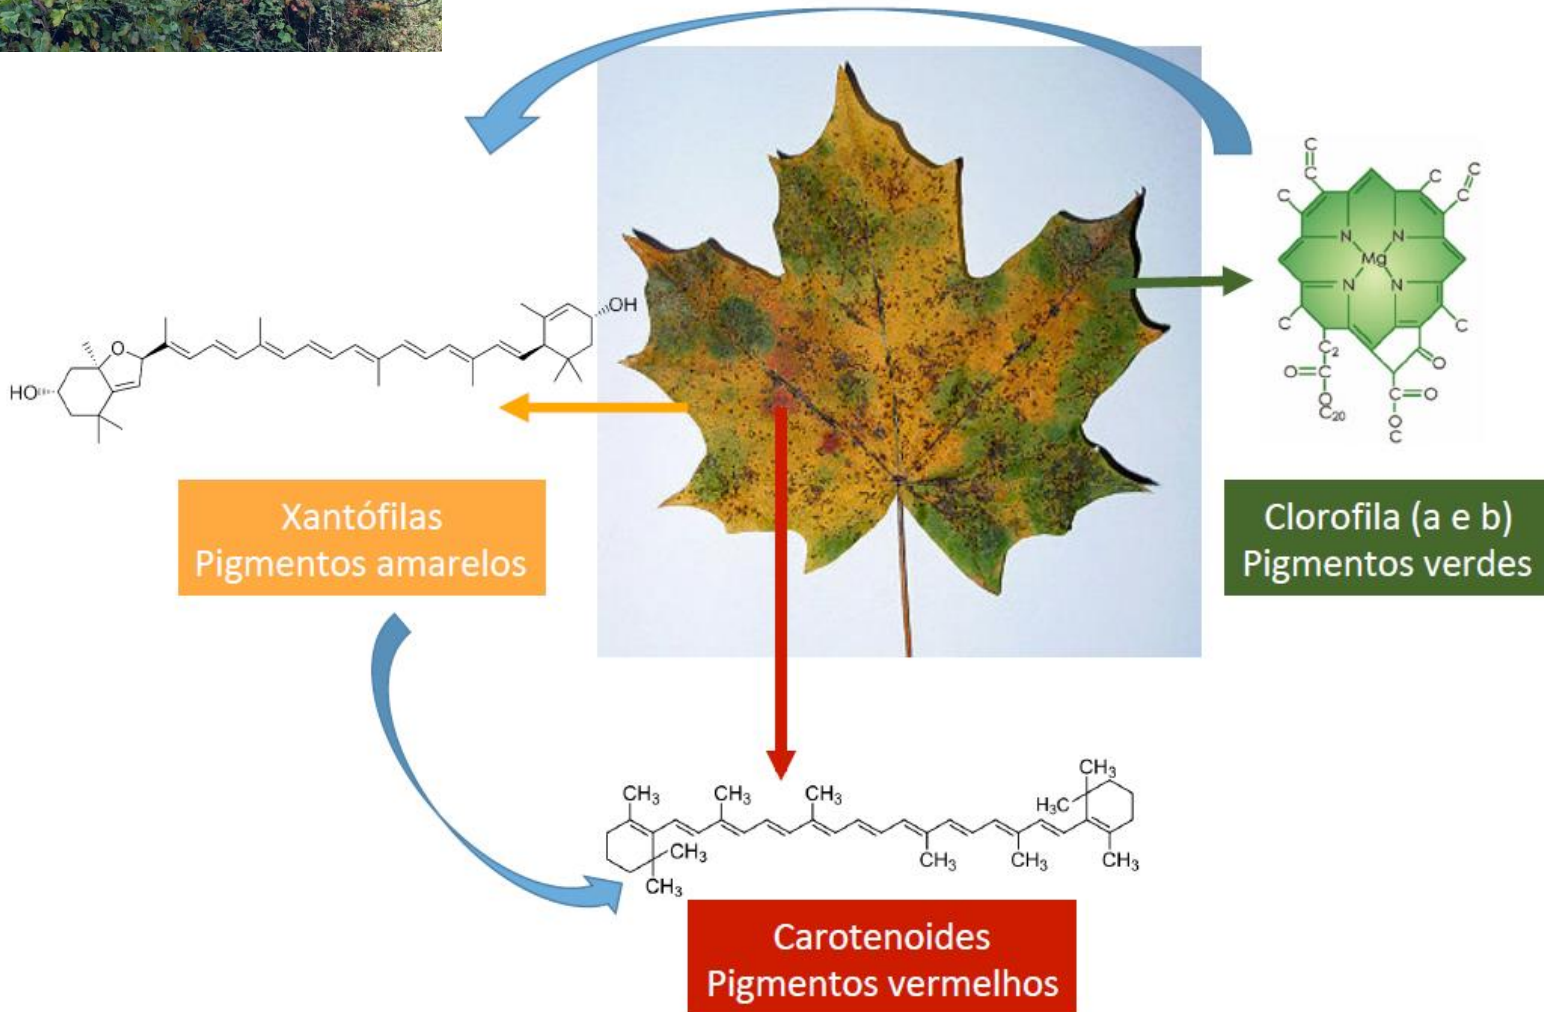 C
C
C
C
C
C
N
N
Mg
N
N
C
C
C2
O
O
C
O
C20
C
O
O
C
OH
O
HO
Xantófilas
Pigmentos amarelos
Clorofila (a e b)
Pigmentos verdes
CH3
CH3
CH3
CH3
H3C
CH3
CH3
CH3
CH3
CH3
Carotenoides
Pigmentos vermelhos